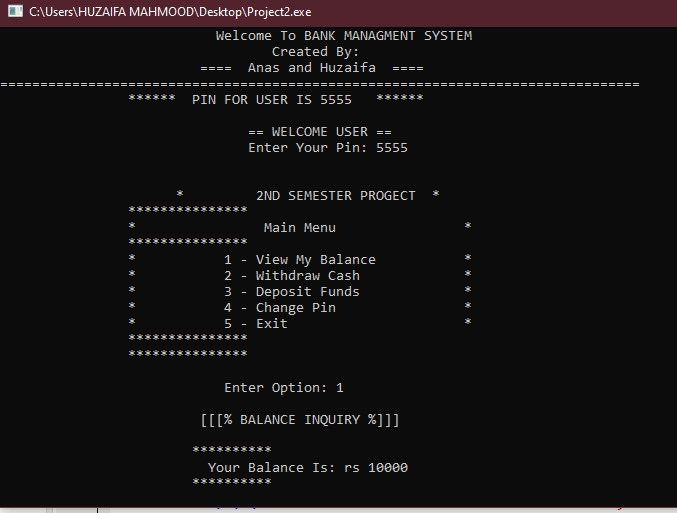 C:\Users\HUZAIFA MAHMOOD\Desktop\Project2.exe
Welcome To BANK MANAGMENT SYSTEM
Created By:
==== Anas and Huzaifa ====
================================================================================
****** PIN FOR USER IS 5555 ******
== WELCOME USER ==
Enter Your Pin: 5555
* 2ND SEMESTER PROGECT *
***************
* Main Menu *
***************
* 1 - View My Balance *
* 2 - Withdraw Cash *
* 3 - Deposit Funds *
* 4 - Change Pin *
* 5 - Exit *
***************
***************
Enter Option: 1
[[[% BALANCE INQUIRY %]]]
**********
Your Balance Is: rs 10000
**********